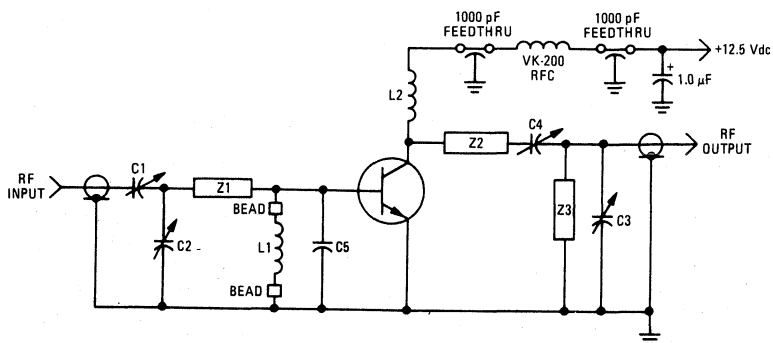 1000 pF
FEEDTHRU
1000 pF
FEEDTHRU
+12.5 Vdc
VK-200
RFC
+
1.0 µF
L2
C4
RF
OUTPUT
Z2
C1
RF
INPUT
Z1
BEAD
Z3
C3
C2
L1
C5
BEAD